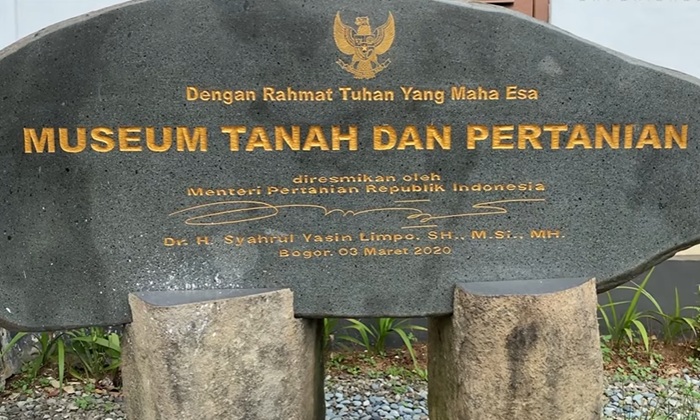 Dengan Rahmat Tuhan Yang Maha Esa
MUSEUM TANAH DAN PERTANIAN
diresmikan oleh
Menteri Pertanian Republik Indonesia
Dr. H. Syahrul Yasin Limpo, SH., M.Si., MH.
Bogor, 03 Maret 2020